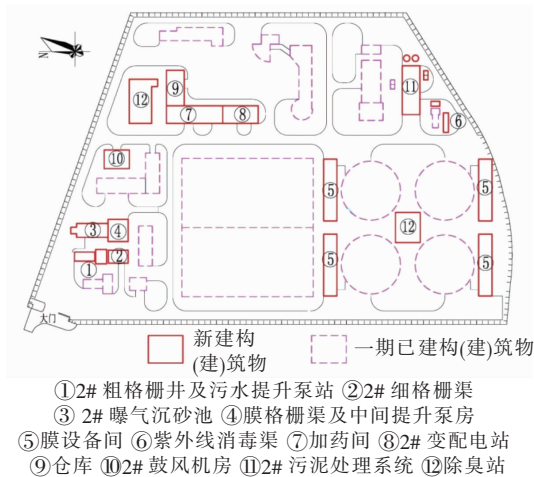 N
⑫
⑨
⑦
⑧
⑪
⑥
⑩
⑤
⑤
⑫
③
④
②
①
⑤
⑤
大门
新建构
(建)筑物
一期已建构(建)筑物
①2# 粗格栅井及污水提升泵站 ②2# 细格栅渠
③ 2# 曝气沉砂池 ④膜格栅渠及中间提升泵房
⑤膜设备间 ⑥紫外线消毒渠 ⑦加药间 ⑧2# 变配电站
⑨仓库 ⑩2# 鼓风机房 ⑪2# 污泥处理系统 ⑫除臭站